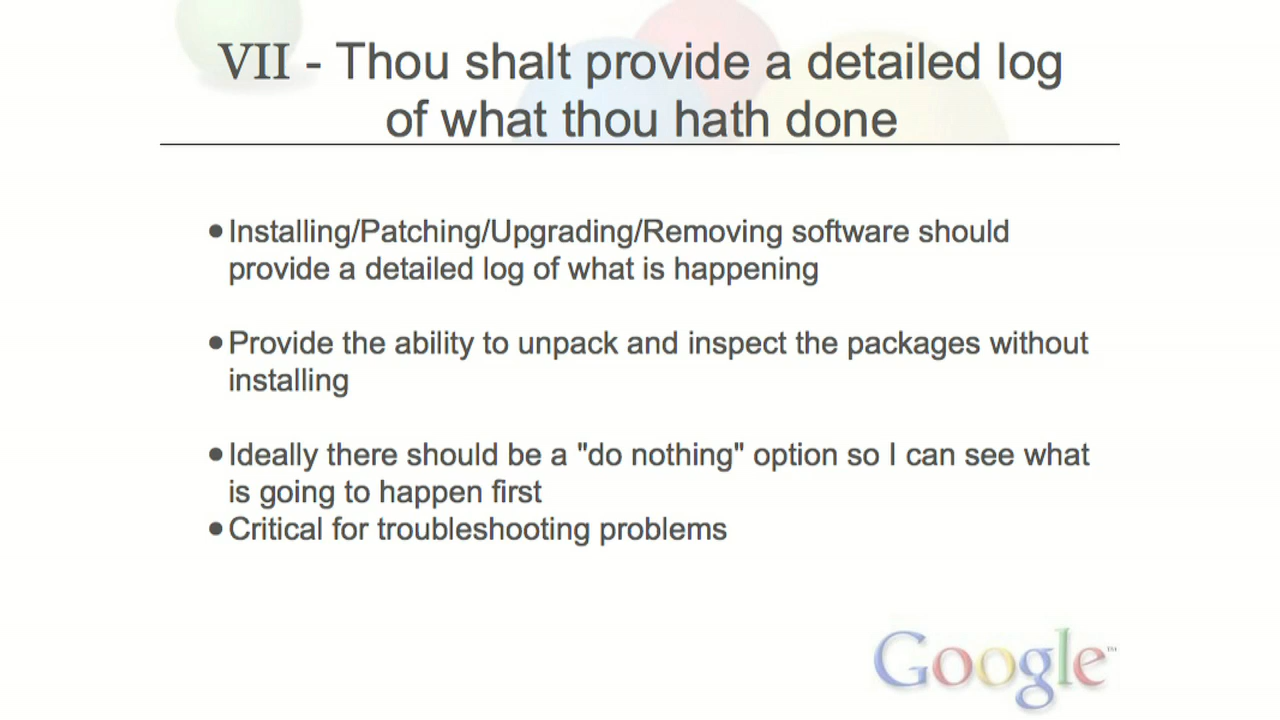 VII - Thou shalt provide a detailed log
of what thou hath done
•Installing/Patching/Upgrading/Removing software should
provide a detailed log of what is happening
•Provide the ability to unpack and inspect the packages without
installing
•Ideally there should be a "do nothing" option so I can see what
is going to happen first
•Critical for troubleshooting problems
Google™